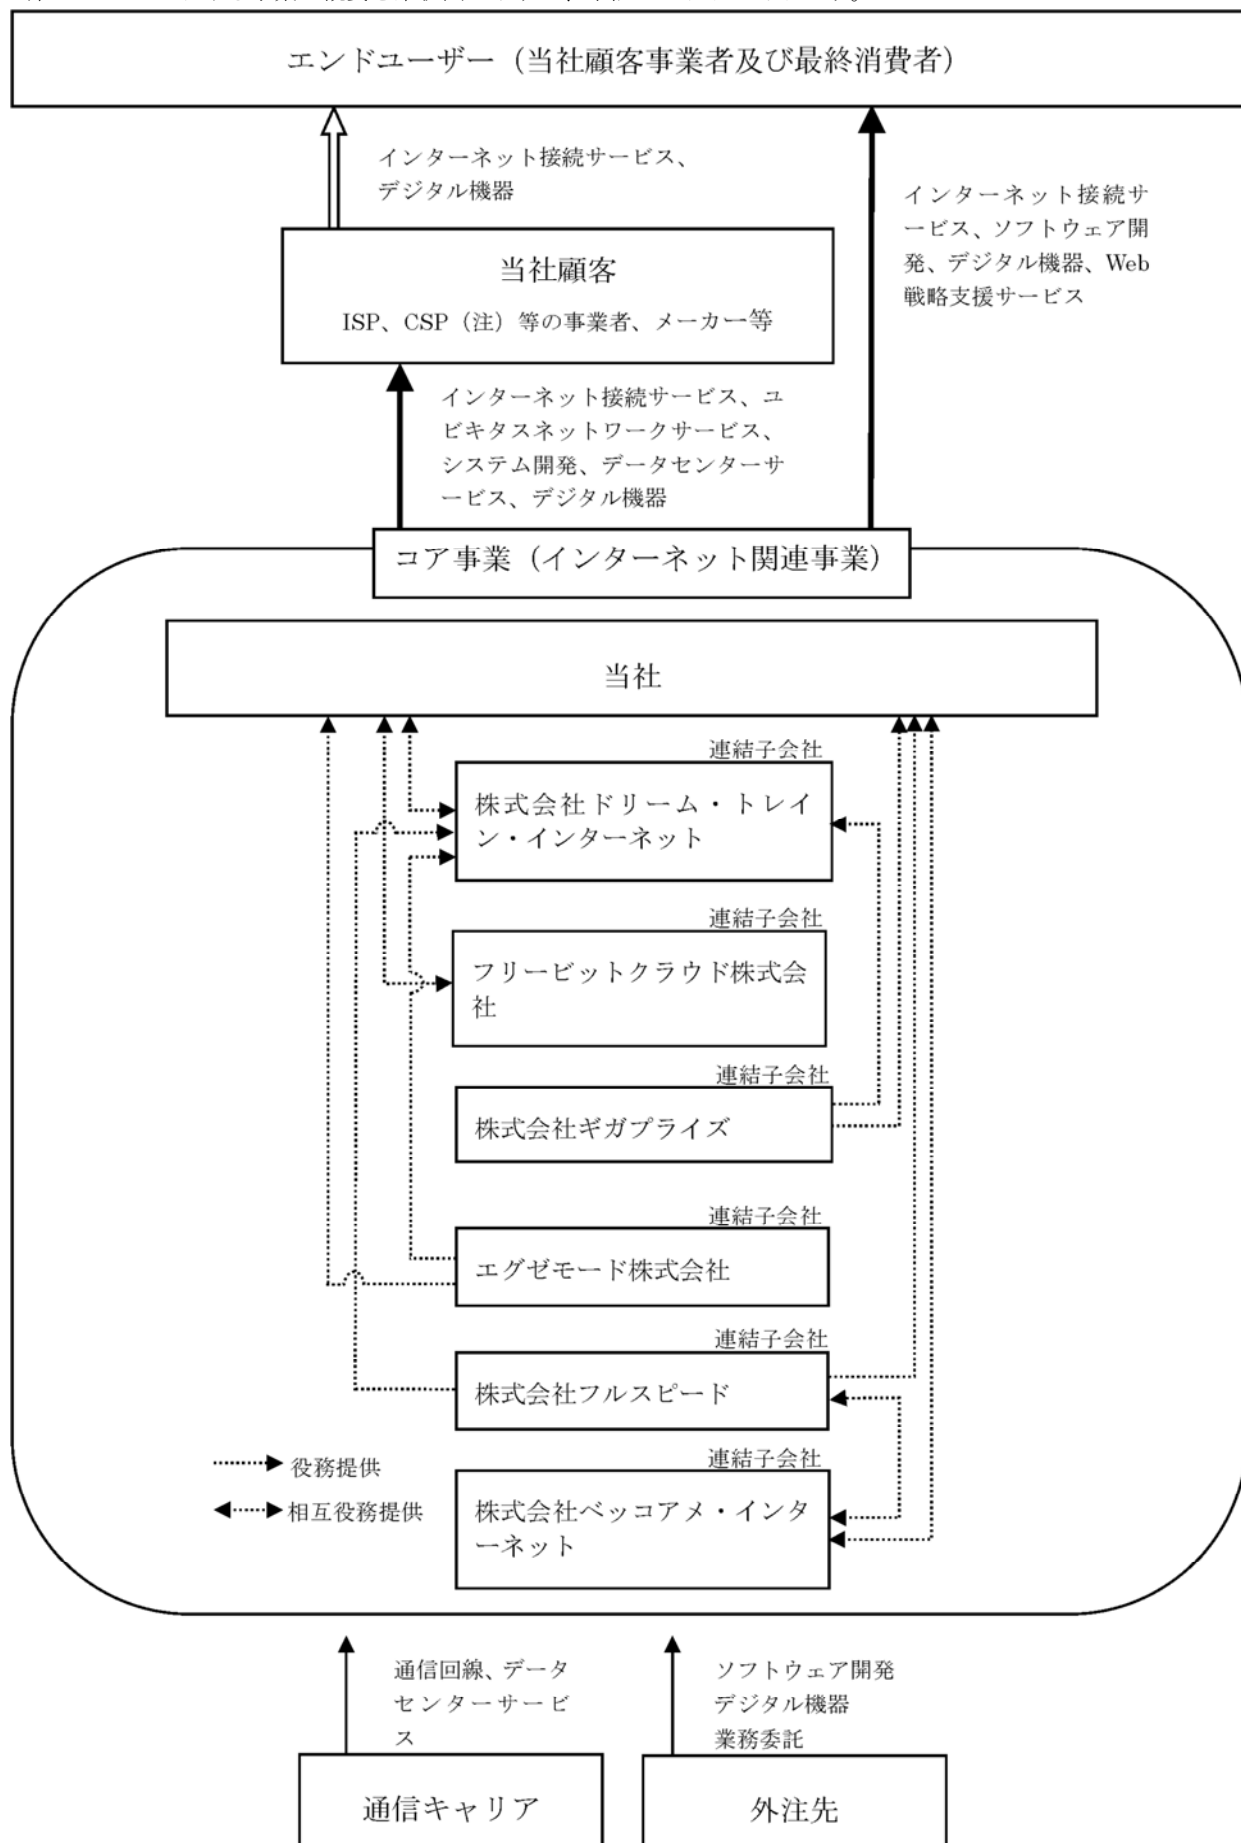 エンドユーザー（当社顧客事業者及び最終消費者）
インターネット接続サービス、
デジタル機器
インターネット接続サ
ービス、ソフトウェア開
発、デジタル機器、Web
戦略支援サービス
当社顧客
ISP、CSP（注）等の事業者、メーカー等
インターネット接続サービス、ユ
ビキタスネットワークサービス、
システム開発、データセンターサ
ービス、デジタル機器
コア事業（インターネット関連事業）
当社
連結子会社
株式会社ドリーム・トレイ
ン・インターネット
連結子会社
フリービットクラウド株式会
社
連結子会社
株式会社ギガプライズ
連結子会社
エグゼモード株式会社
連結子会社
株式会社フルスピード
連結子会社
株式会社ベッコアメ・インタ
ーネット
役務提供
相互役務提供
通信回線、データ
センターサービ
ス
ソフトウェア開発
デジタル機器
業務委託
通信キャリア
外注先